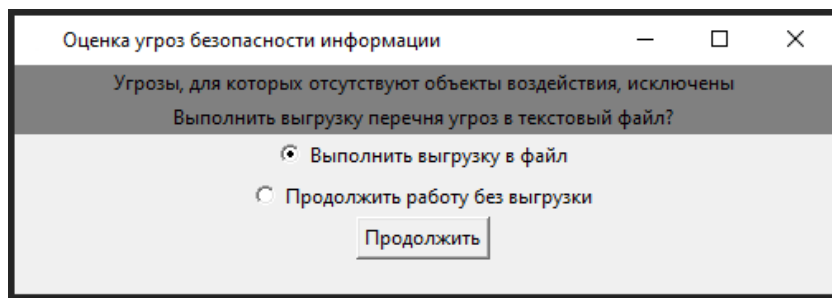 Оценка угроз безопасности информации
Угрозы, для которых отсутствуют объекты воздействия, исключены
Выполнить выгрузку перечня угроз в текстовый файл?
Выполнить выгрузку в файл
Продолжить работу без выгрузки
Продолжить